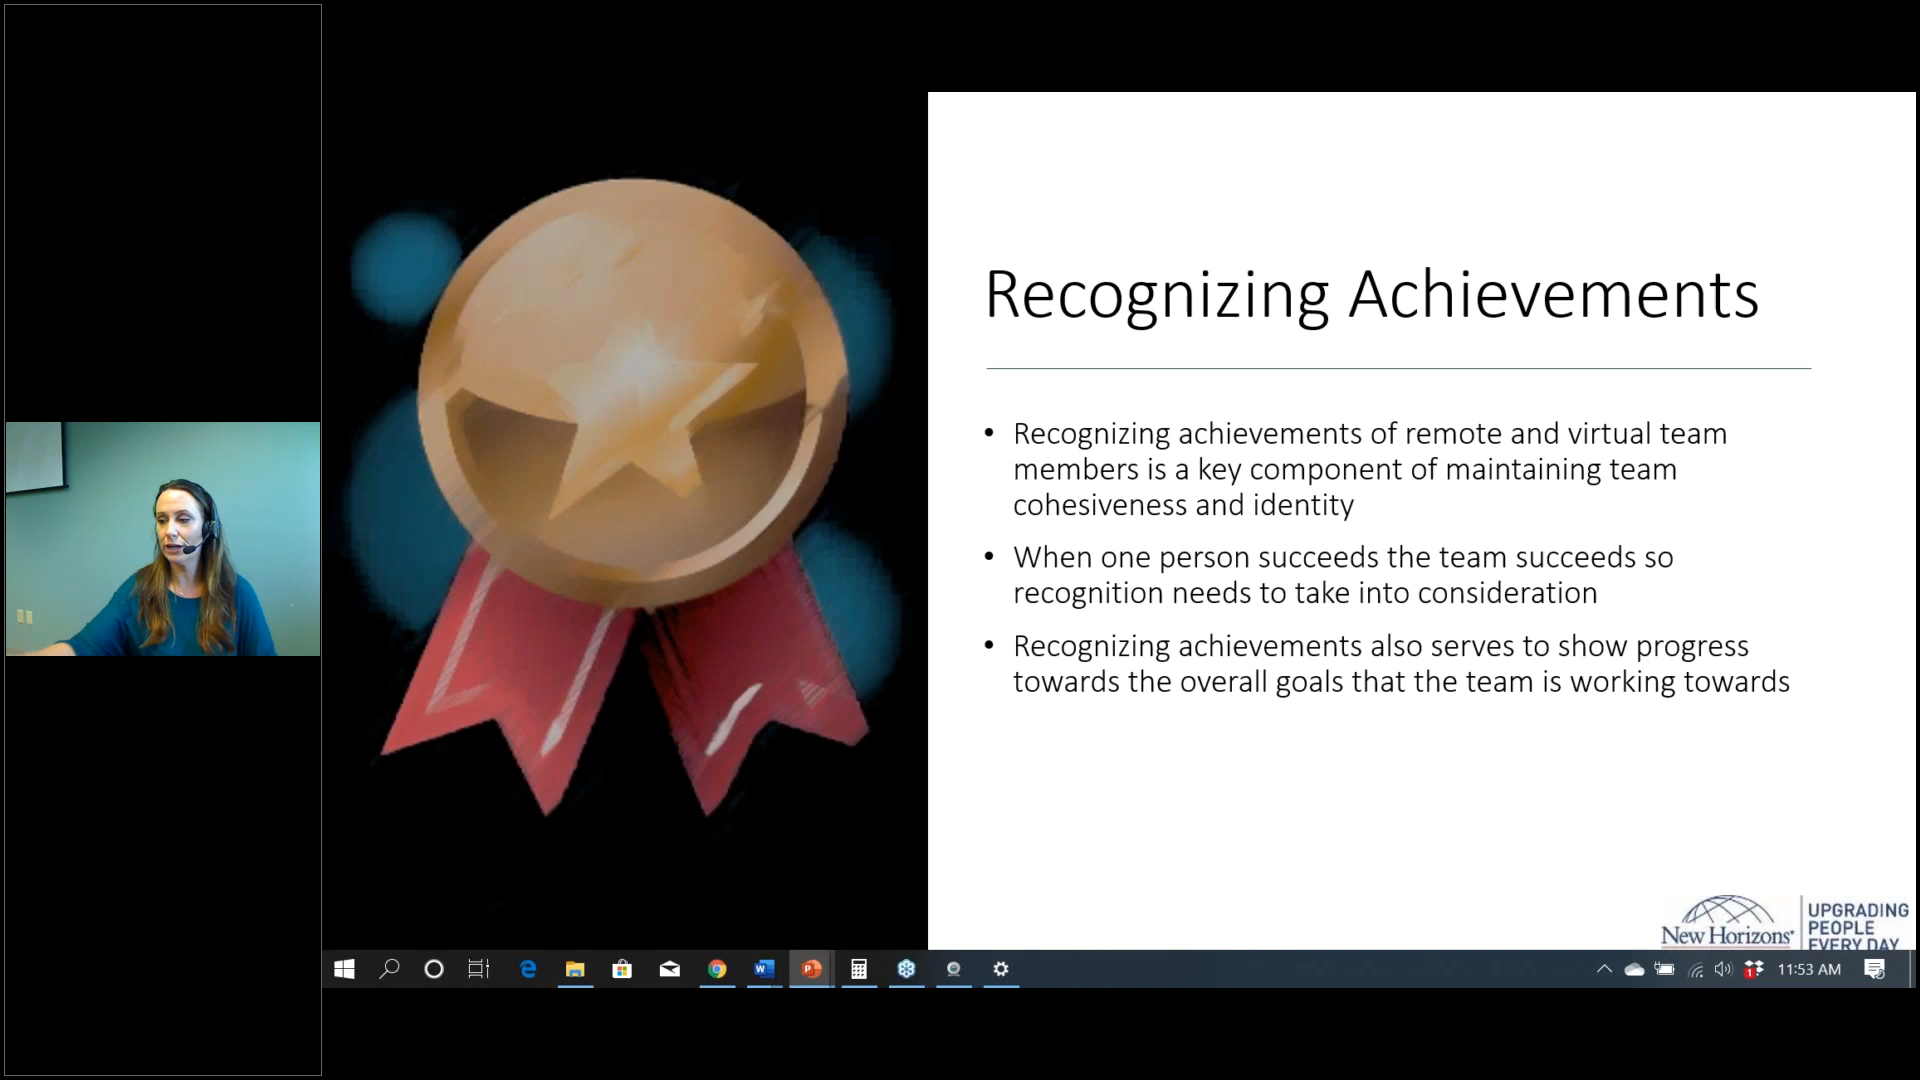 Recognizing Achievements
• Recognizing achievements of remote and virtual team
members is a key component of maintaining team
cohesiveness and identity
• When one person succeeds the team succeeds so
recognition needs to take into consideration
• Recognizing achievements also serves to show progress
towards the overall goals that the team is working towards
New Horizons®
UPGRADING
PEOPLE
EVERY DAY
11:53 AM